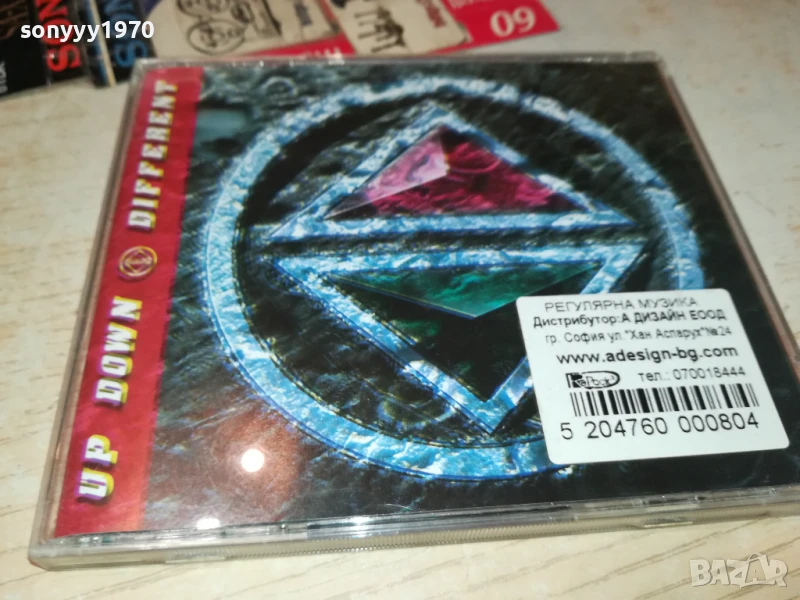 sonyyy1970
09
UP DOWN DIFFERENT
РЕГУЛЯРНА МУЗИКА
Дистрибутор:А ДИЗАЙН ЕООД
гр. София ул."Хан Аспарух"№24
www.adesign-bg.com
тел.: 070018444
5 204760 000804
BAZAR